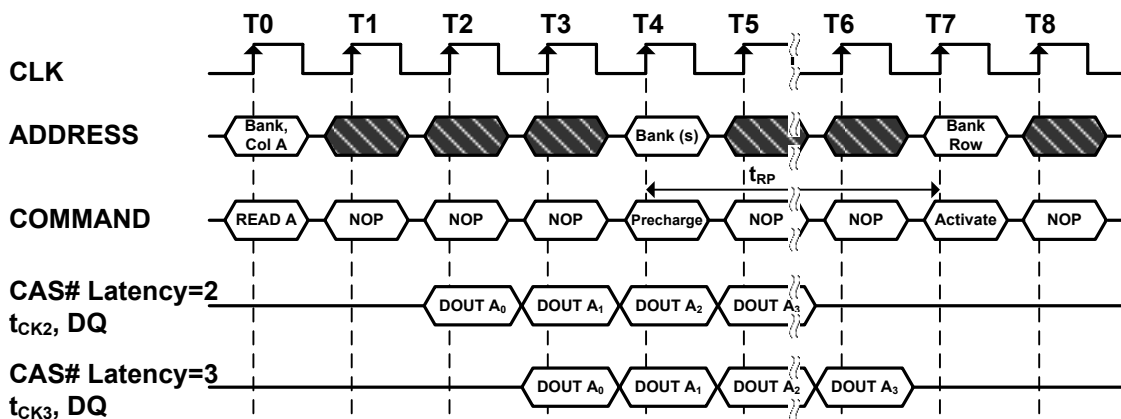 T0 T1 T2 T3 T4 T5 T6 T7 T8
CLK
ADDRESS
Bank,
Col A
Bank (s)
Bank
Row
tRP
COMMAND
READ A NOP NOP NOP Precharge NOP NOP Activate NOP
CAS# Latency=2
tCK2, DQ
DOUT A0 DOUT A1 DOUT A2 DOUT A3
CAS# Latency=3
tCK3, DQ
DOUT A0 DOUT A1 DOUT A2 DOUT A3